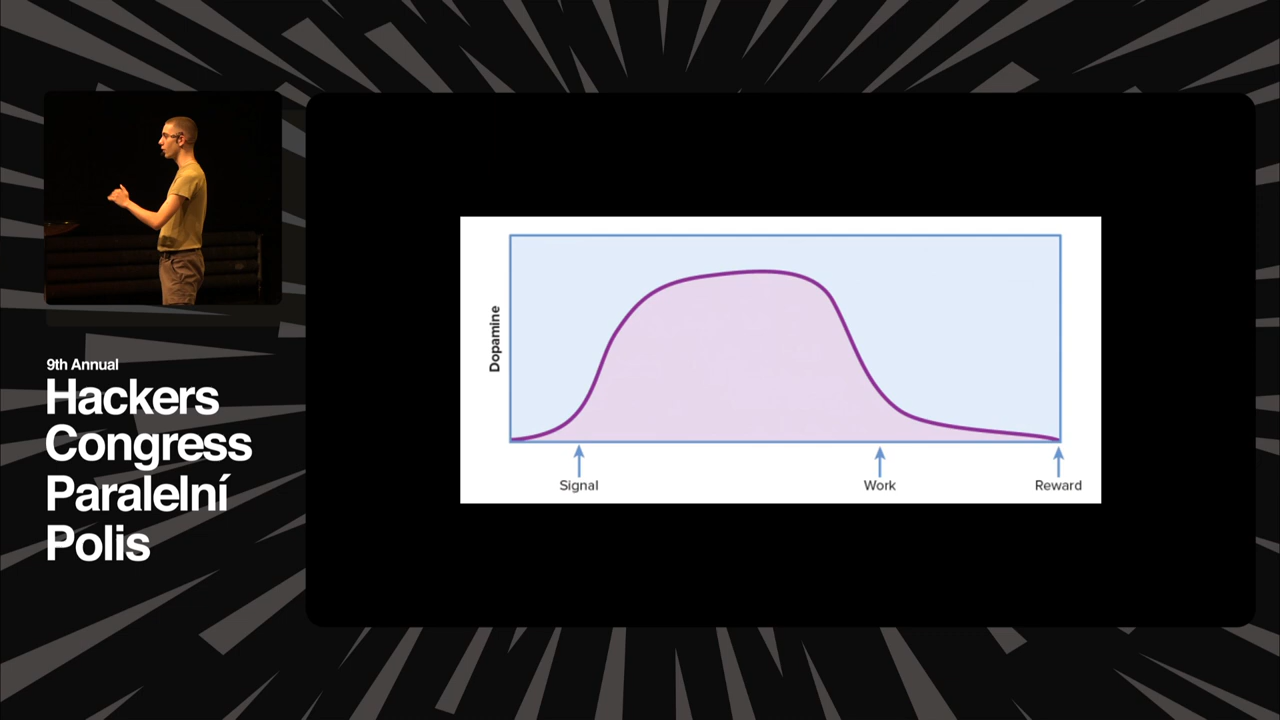 9th Annual
Hackers
Congress
Paralelní
Polis
Dopamine
Signal
Work
Reward